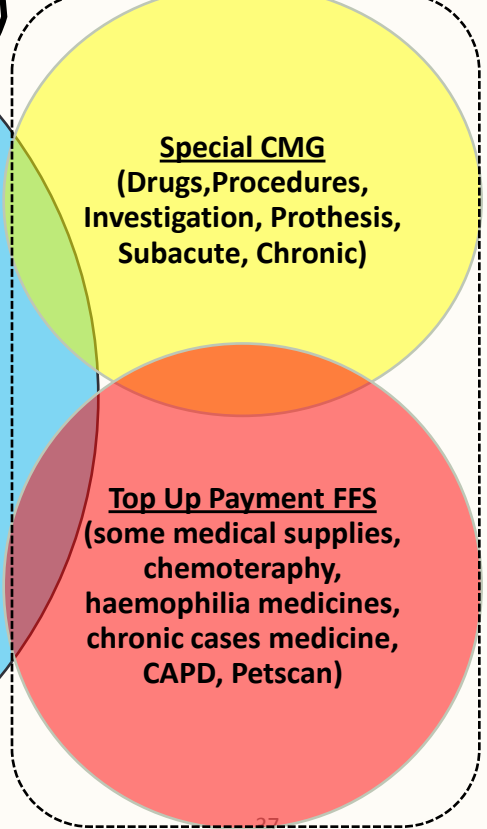 Special CMG
(Drugs,Procedures,
Investigation, Prothesis,
Subacute, Chronic)
Top Up Payment FFS
(some medical supplies,
chemoteraphy,
haemophilia medicines,
chronic cases medicine,
CAPD, Petscan)
27